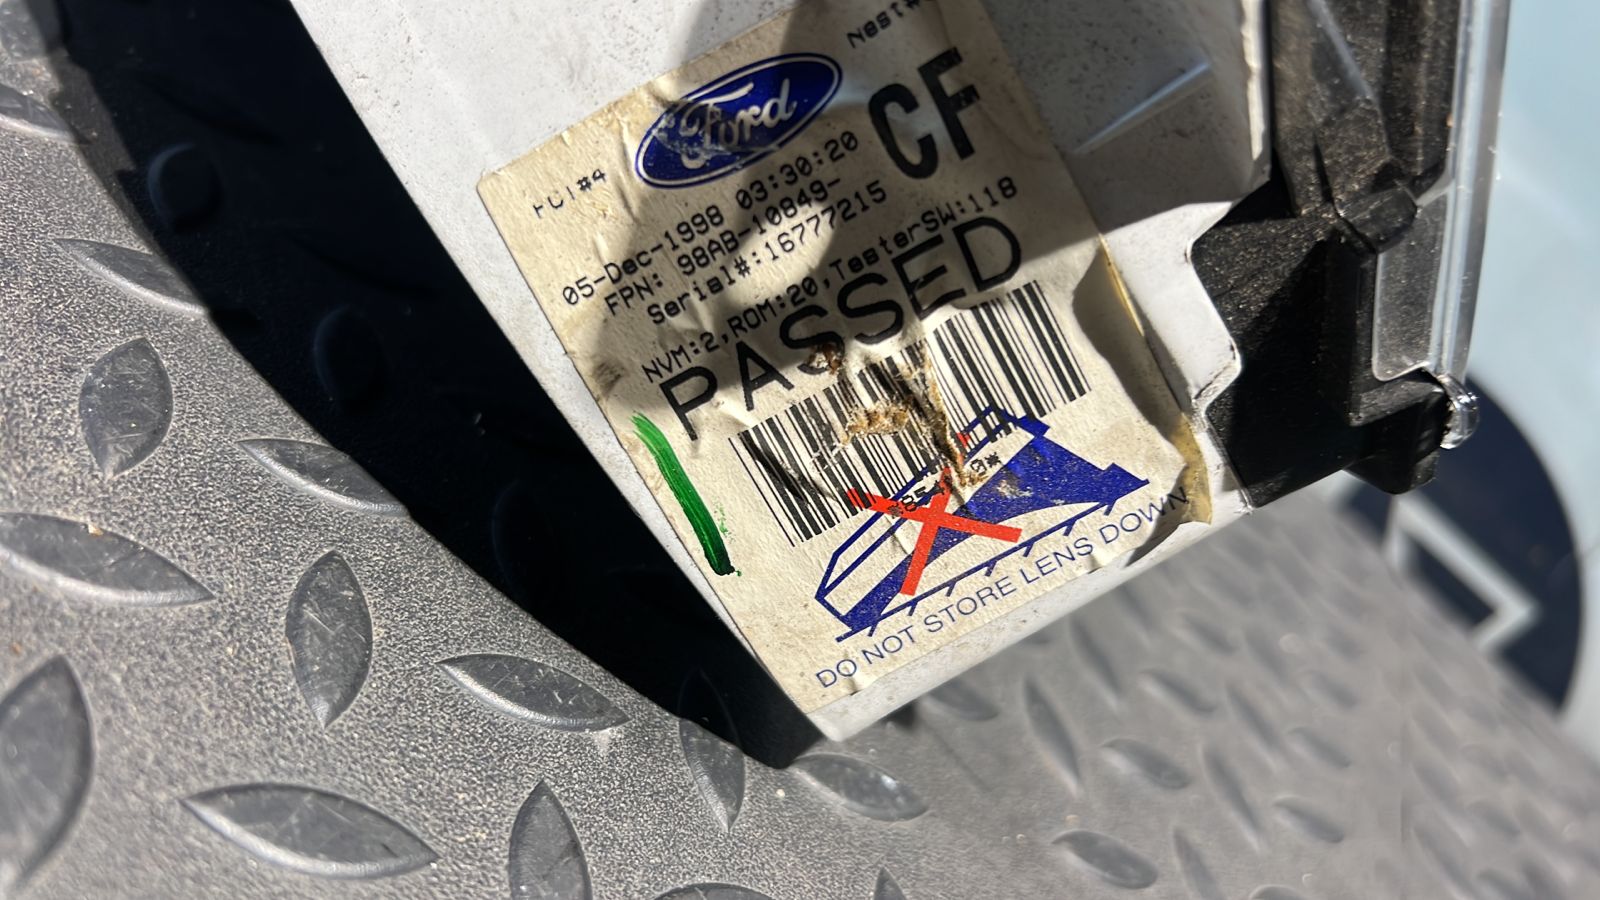 Ford
CF
05-Dec-1998 03:30:20
FPN: 98AB-10849-
Serial#:16777215
NVM:2,ROM:20,TesterSW:118
PASSED
DO NOT STORE LENS DOWN